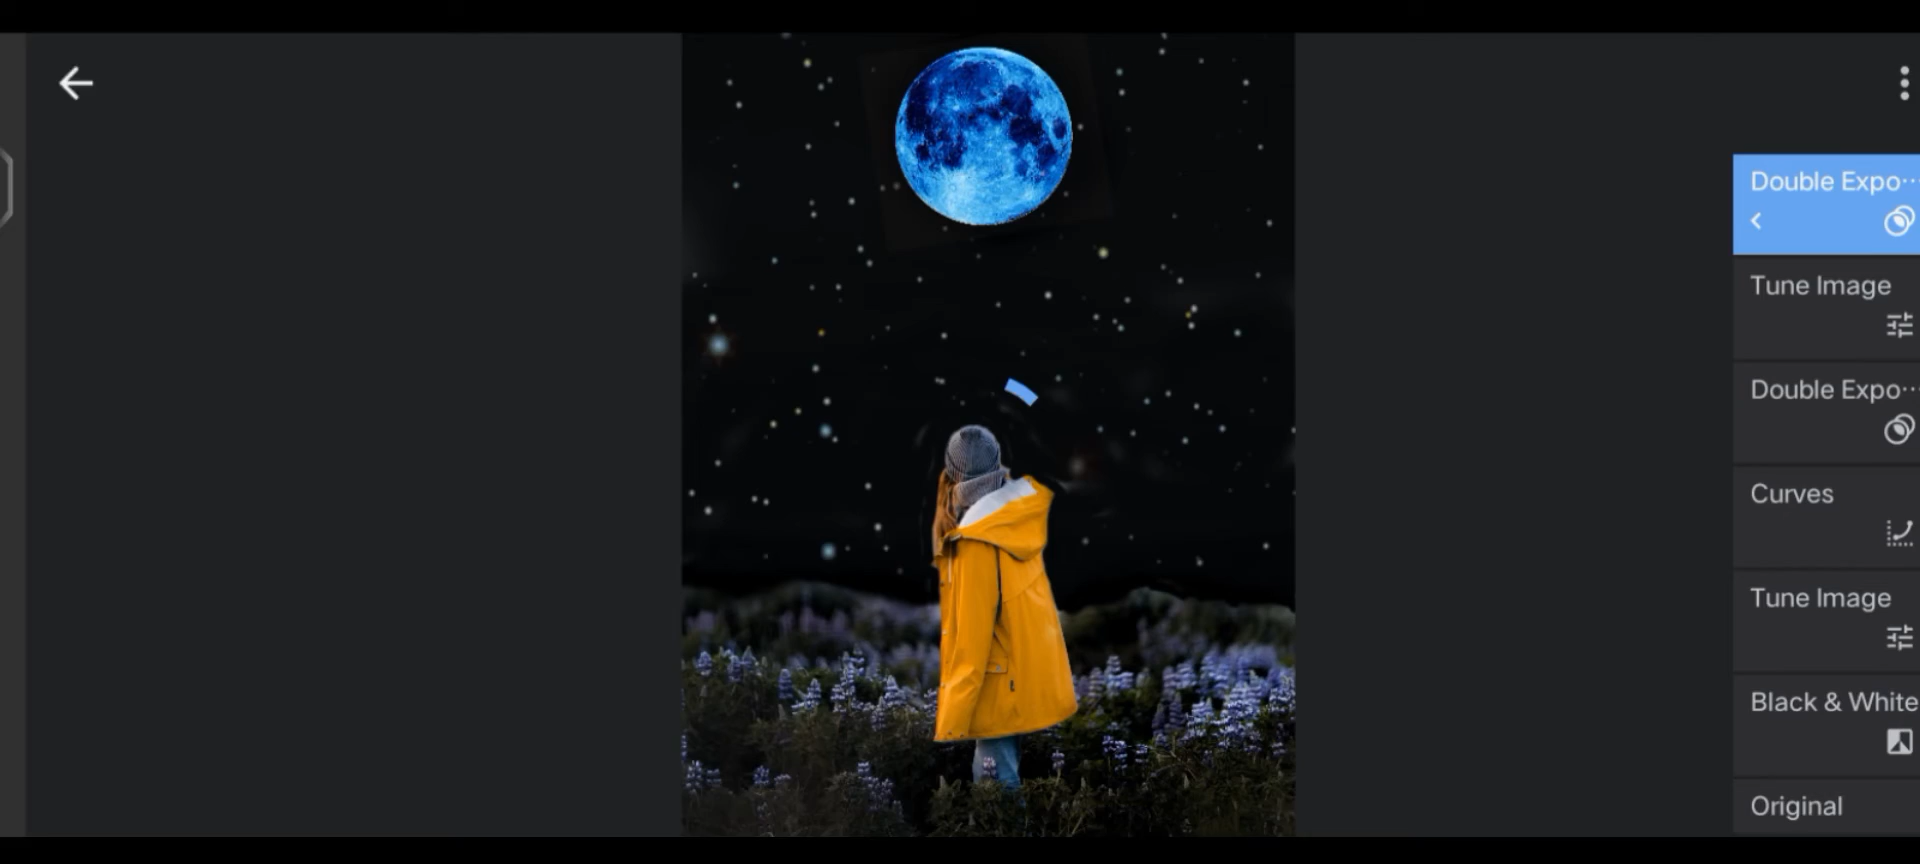 Double Expo···
Tune Image
Double Expo···
Curves
Tune Image
Black & White
Original